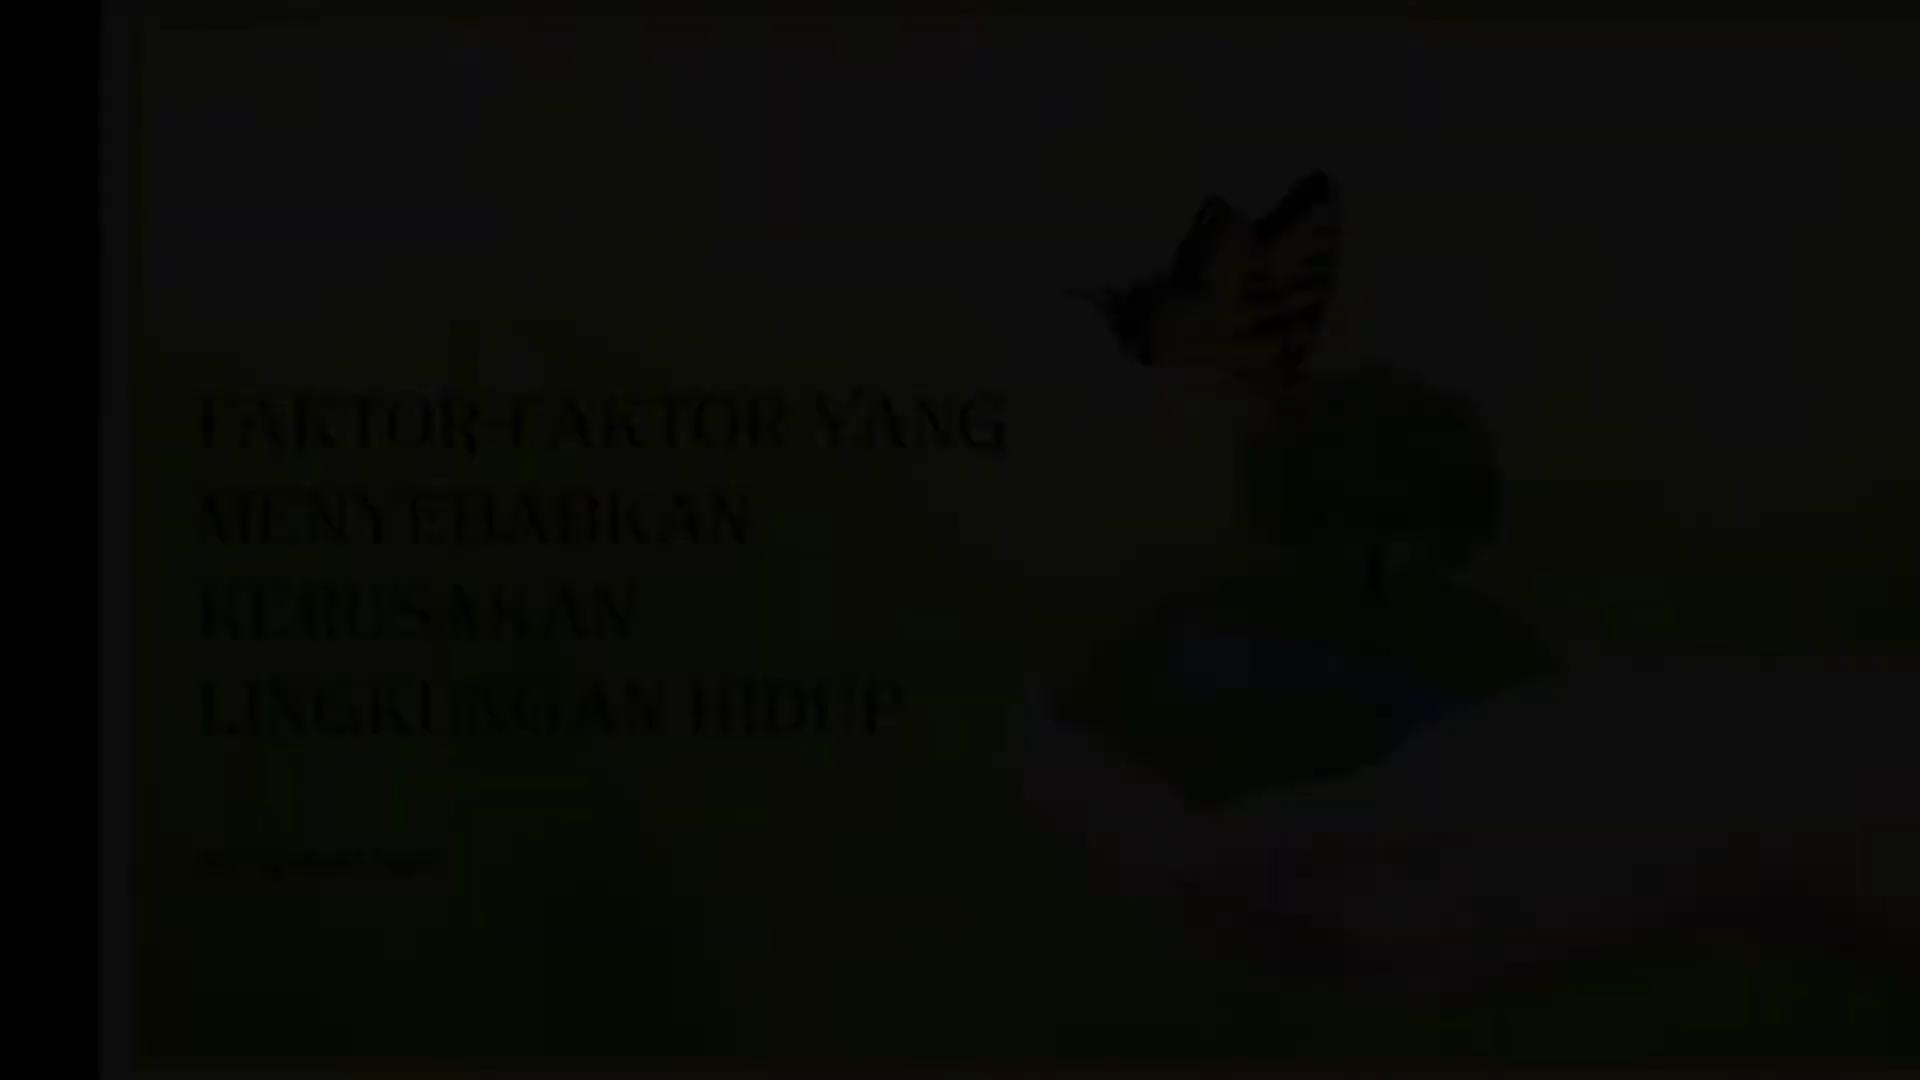 FAKTOR-FAKTOR YANG
MENYEBABKAN
KERUSAKAN
LINGKUNGAN HIDUP